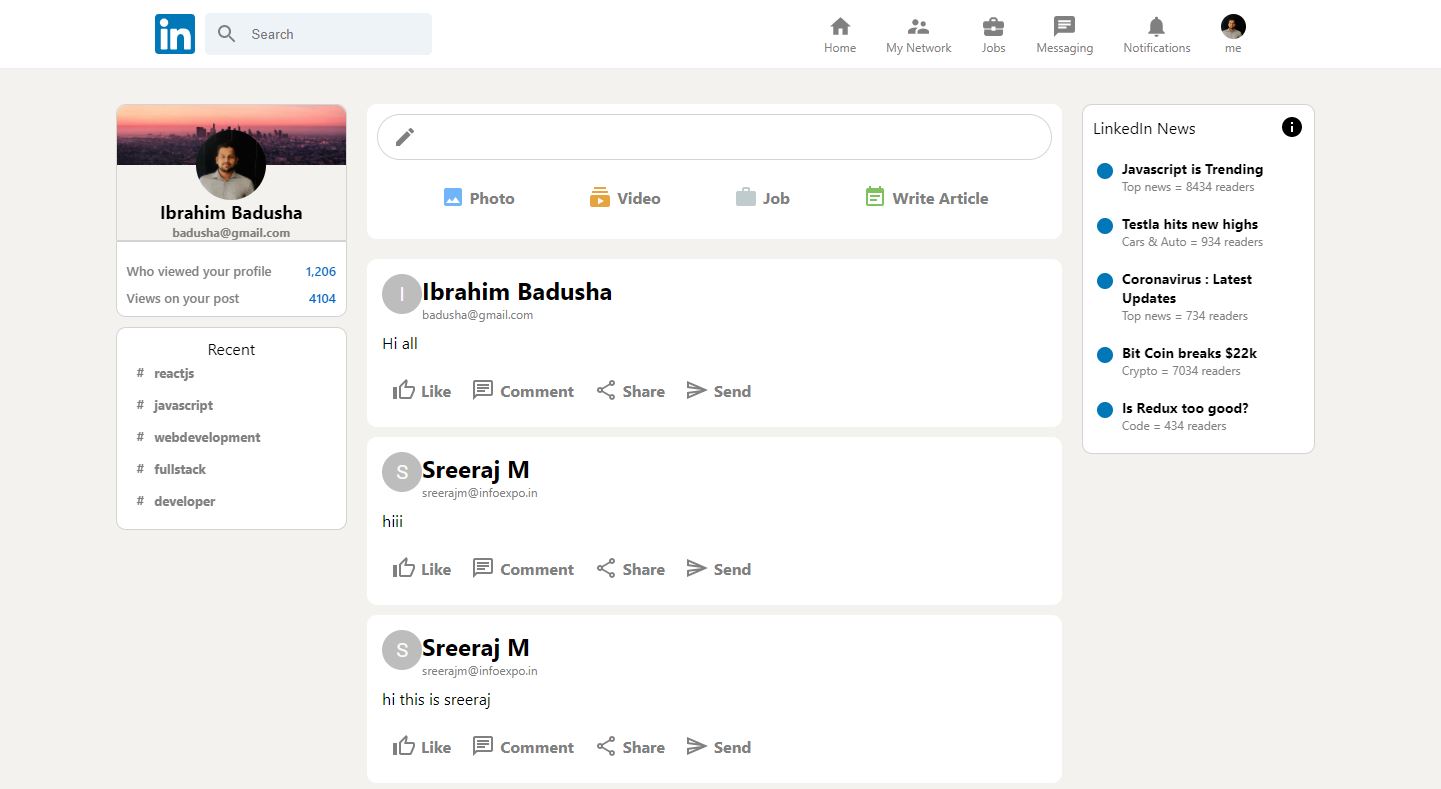 in
Search
Home
My Network
Jobs
Messaging
Notifications
me
Ibrahim Badusha
badusha@gmail.com
Who viewed your profile 1,206
Views on your post 4104
Recent
# reactjs
# javascript
# webdevelopment
# fullstack
# developer
Photo
Video
Job
Write Article
I
Ibrahim Badusha
badusha@gmail.com
Hi all
Like Comment Share Send
S
Sreeraj M
sreerajm@infoexpo.in
hiii
Like Comment Share Send
S
Sreeraj M
sreerajm@infoexpo.in
hi this is sreeraj
Like Comment Share Send
LinkedIn News
Javascript is Trending
Top news = 8434 readers
Testla hits new highs
Cars & Auto = 934 readers
Coronavirus : Latest
Updates
Top news = 734 readers
Bit Coin breaks $22k
Crypto = 7034 readers
Is Redux too good?
Code = 434 readers